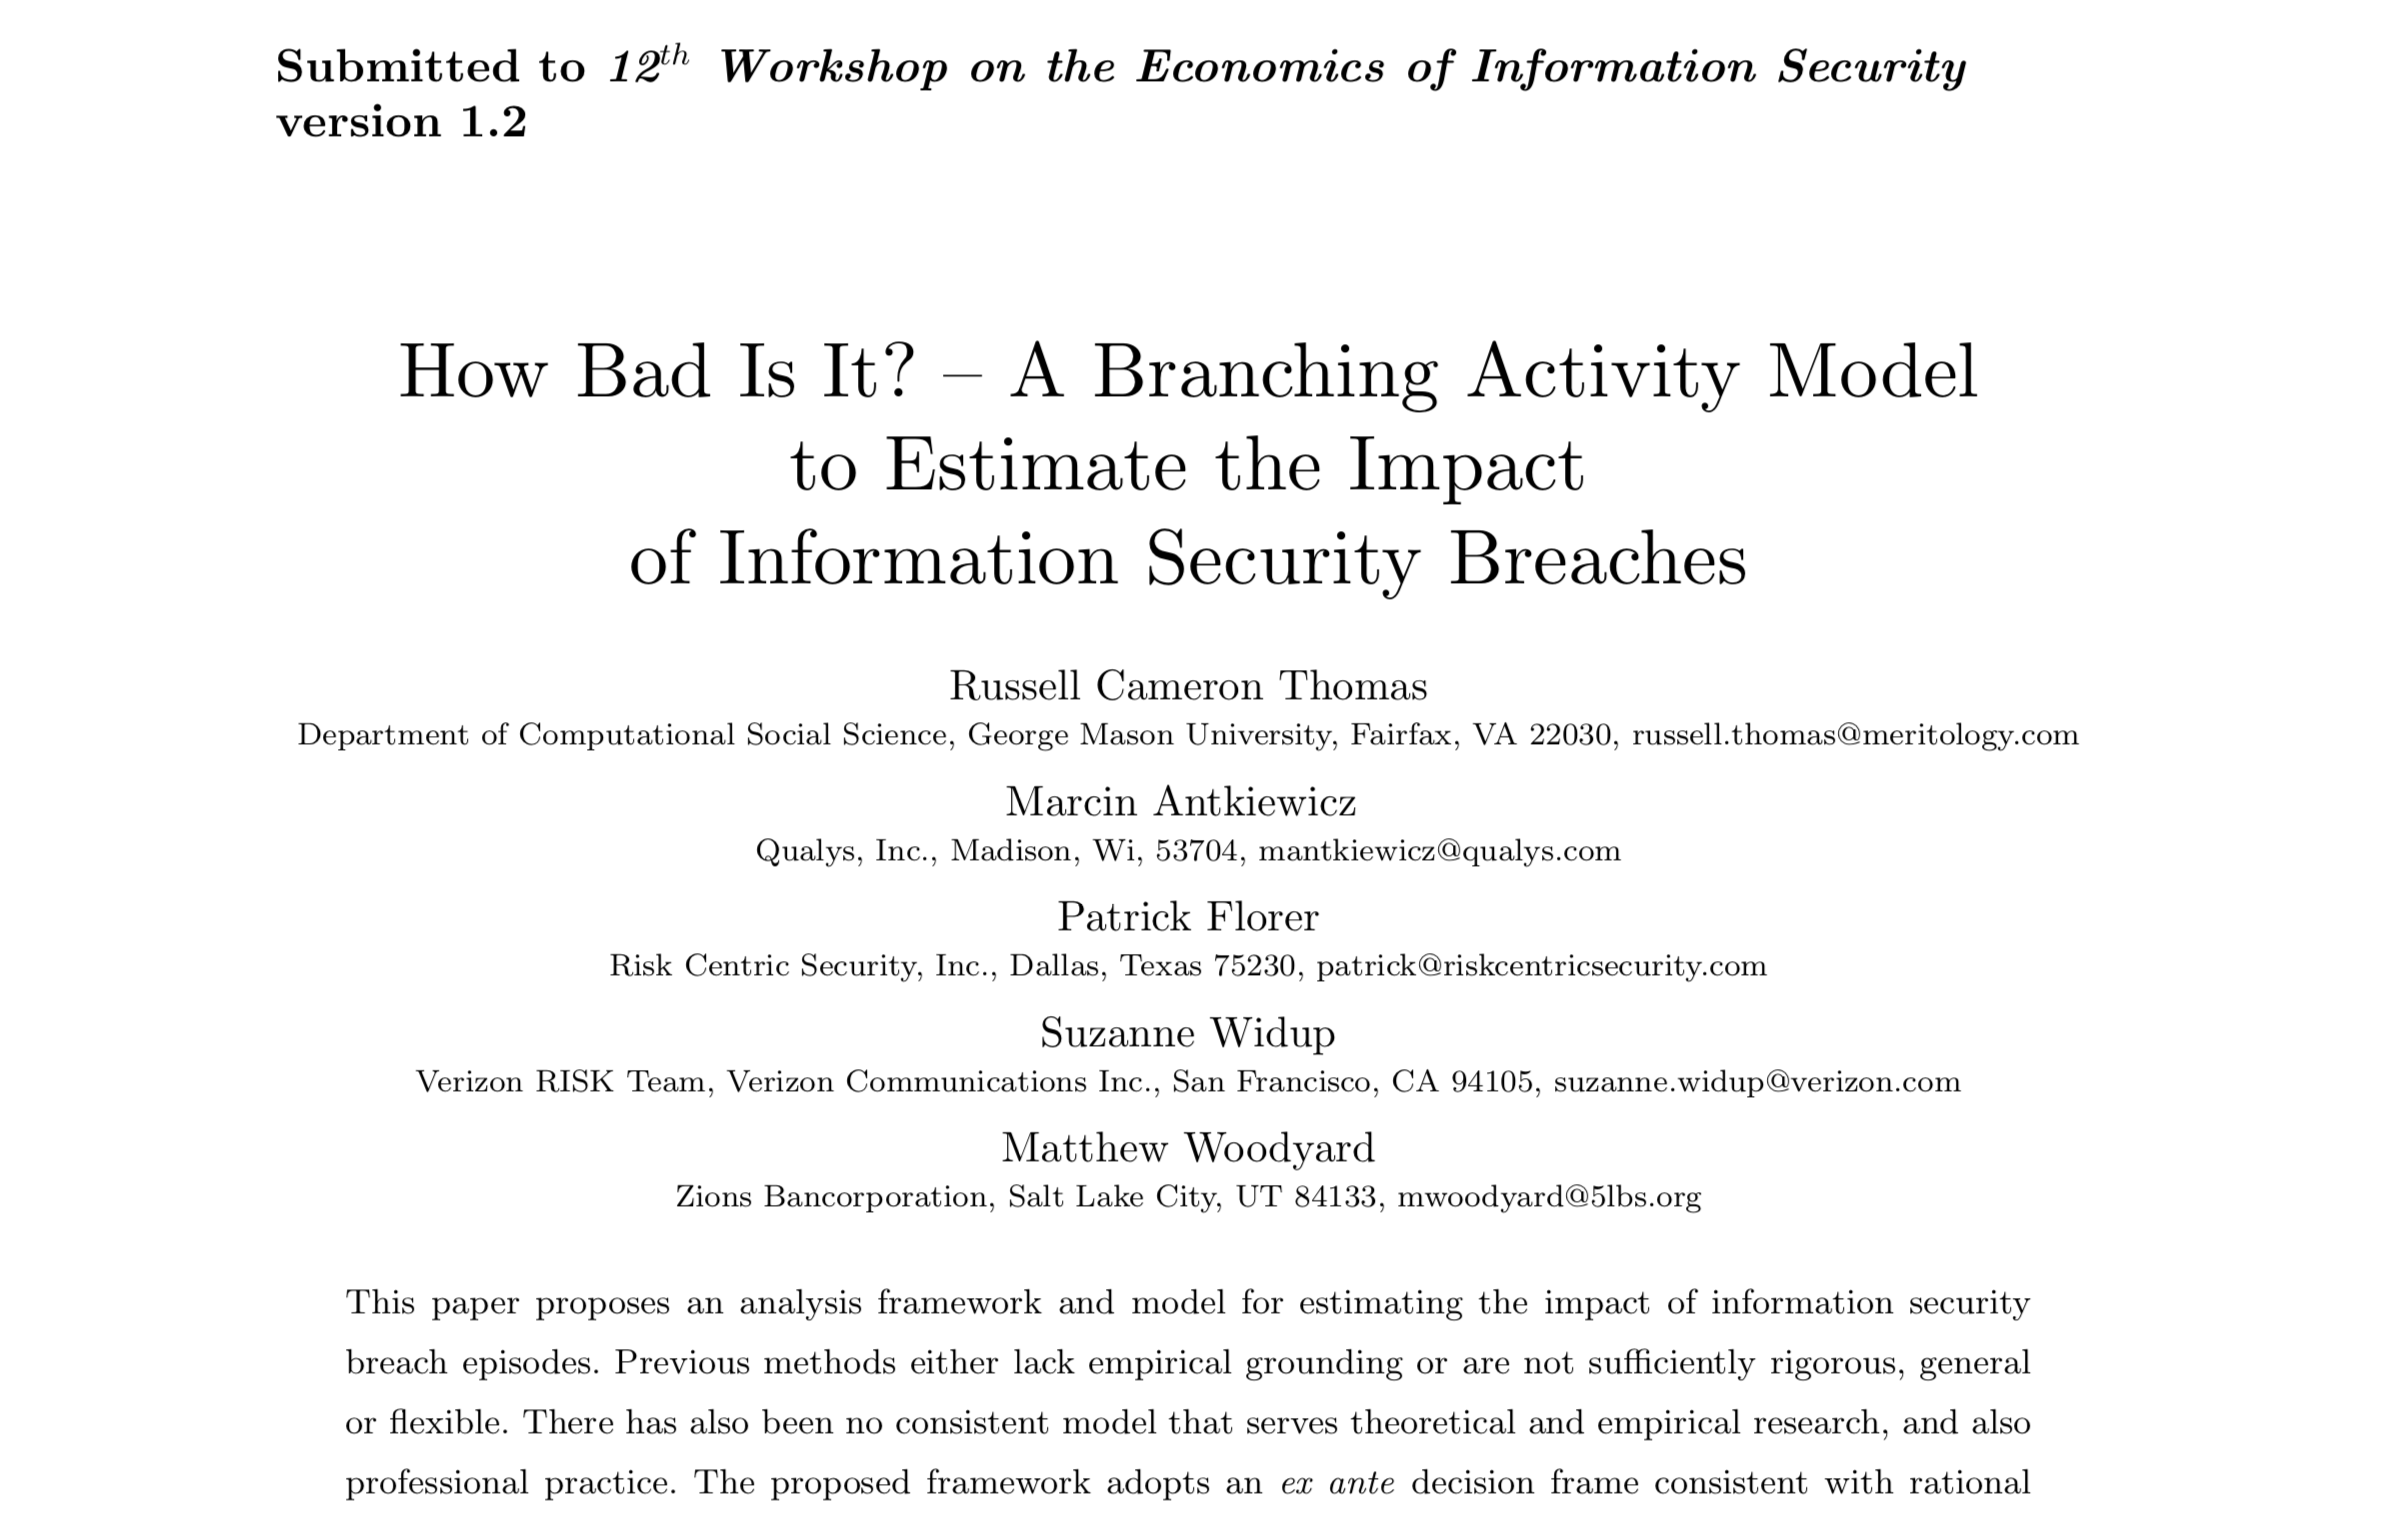 Submitted to 12th Workshop on the Economics of Information Security
version 1.2
How Bad Is It? – A Branching Activity Model
to Estimate the Impact
of Information Security Breaches
Russell Cameron Thomas
Department of Computational Social Science, George Mason University, Fairfax, VA 22030, russell.thomas@meritology.com
Marcin Antkiewicz
Qualys, Inc., Madison, Wi, 53704, mantkiewicz@qualys.com
Patrick Florer
Risk Centric Security, Inc., Dallas, Texas 75230, patrick@riskcentricsecurity.com
Suzanne Widup
Verizon RISK Team, Verizon Communications Inc., San Francisco, CA 94105, suzanne.widup@verizon.com
Matthew Woodyard
Zions Bancorporation, Salt Lake City, UT 84133, mwoodyard@5lbs.org
This paper proposes an analysis framework and model for estimating the impact of information security
breach episodes. Previous methods either lack empirical grounding or are not sufficiently rigorous, general
or flexible. There has also been no consistent model that serves theoretical and empirical research, and also
professional practice. The proposed framework adopts an ex ante decision frame consistent with rational